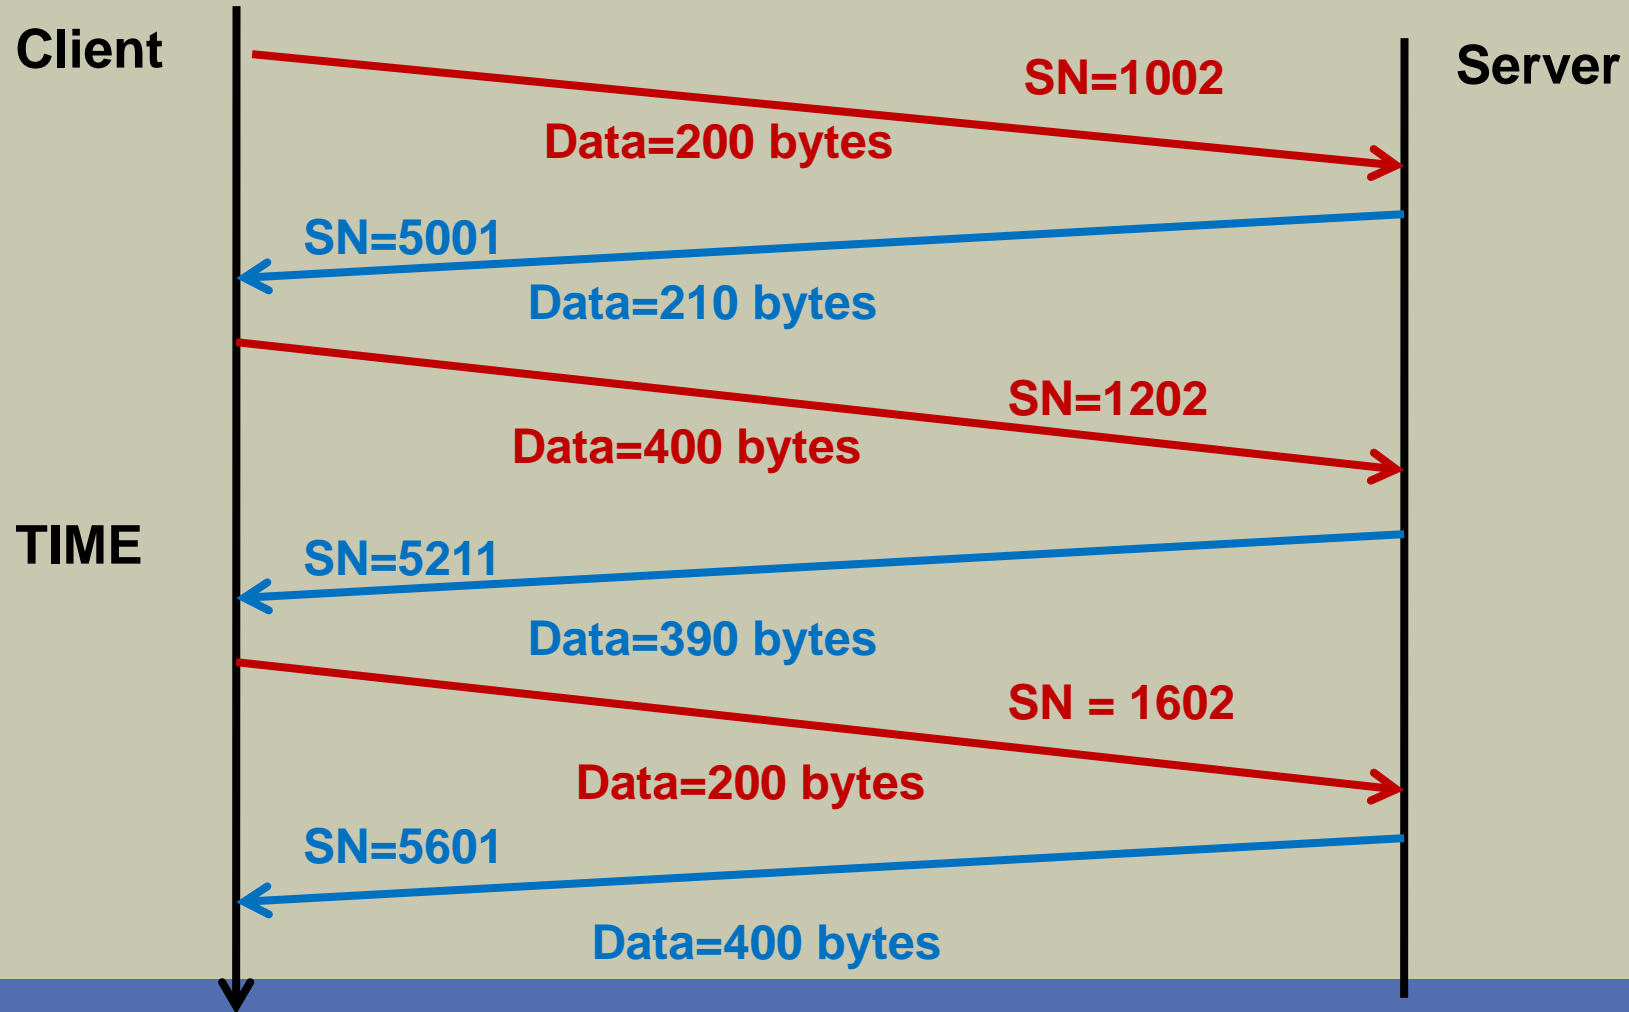 Client
Server
SN=1002
Data=200 bytes
SN=5001
Data=210 bytes
SN=1202
Data=400 bytes
TIME
SN=5211
Data=390 bytes
SN = 1602
Data=200 bytes
SN=5601
Data=400 bytes